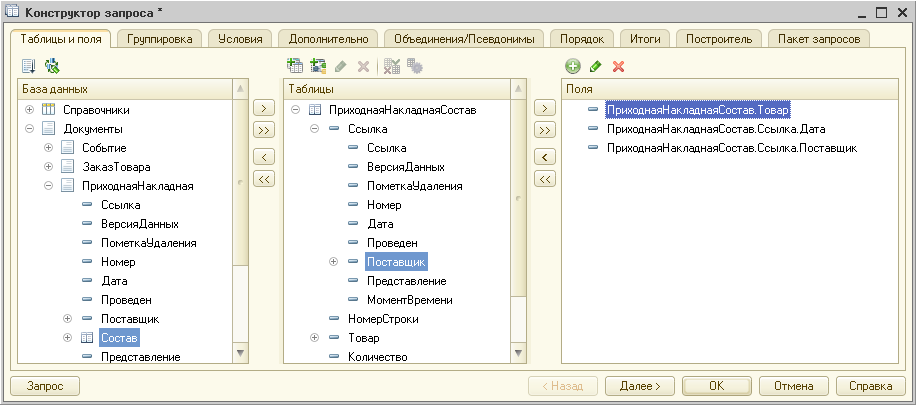 Конструктор запроса *
Таблицы и поля
Группировка
Условия
Дополнительно
Объединения/Псевдонимы
Порядок
Итоги
Построитель
Пакет запросов
База данных
Справочники
Документы
Событие
ЗаказТовара
ПриходнаяНакладная
Ссылка
ВерсияДанных
ПометкаУдаления
Номер
Дата
Проведен
Поставщик
Состав
Представление
Таблицы
ПриходнаяНакладнаяСостав
Ссылка
Ссылка
ВерсияДанных
ПометкаУдаления
Номер
Дата
Проведен
Поставщик
Представление
МоментВремени
НомерСтроки
Товар
Количество
Поля
ПриходнаяНакладнаяСостав.Товар
ПриходнаяНакладнаяСостав.Ссылка.Дата
ПриходнаяНакладнаяСостав.Ссылка.Поставщик
Запрос
< Назад
Далее >
OK
Отмена
Справка